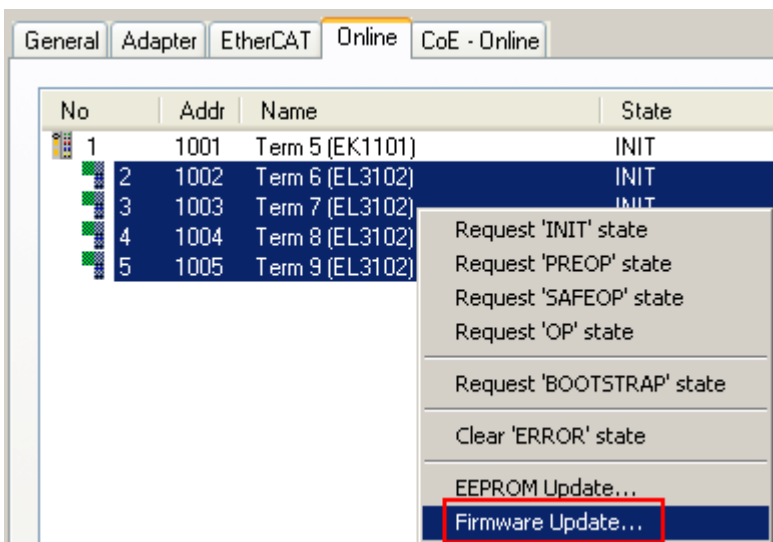 General Adapter EtherCAT Online CoE - Online
No Addr Name State
1 1001 Term 5 (EK1101) INIT
2 1002 Term 6 (EL3102) INIT
3 1003 Term 7 (EL3102) INIT
4 1004 Term 8 (EL3102)
5 1005 Term 9 (EL3102)
Request 'INIT' state
Request 'PREOP' state
Request 'SAFEOP' state
Request 'OP' state
Request 'BOOTSTRAP' state
Clear 'ERROR' state
EEPROM Update...
Firmware Update...